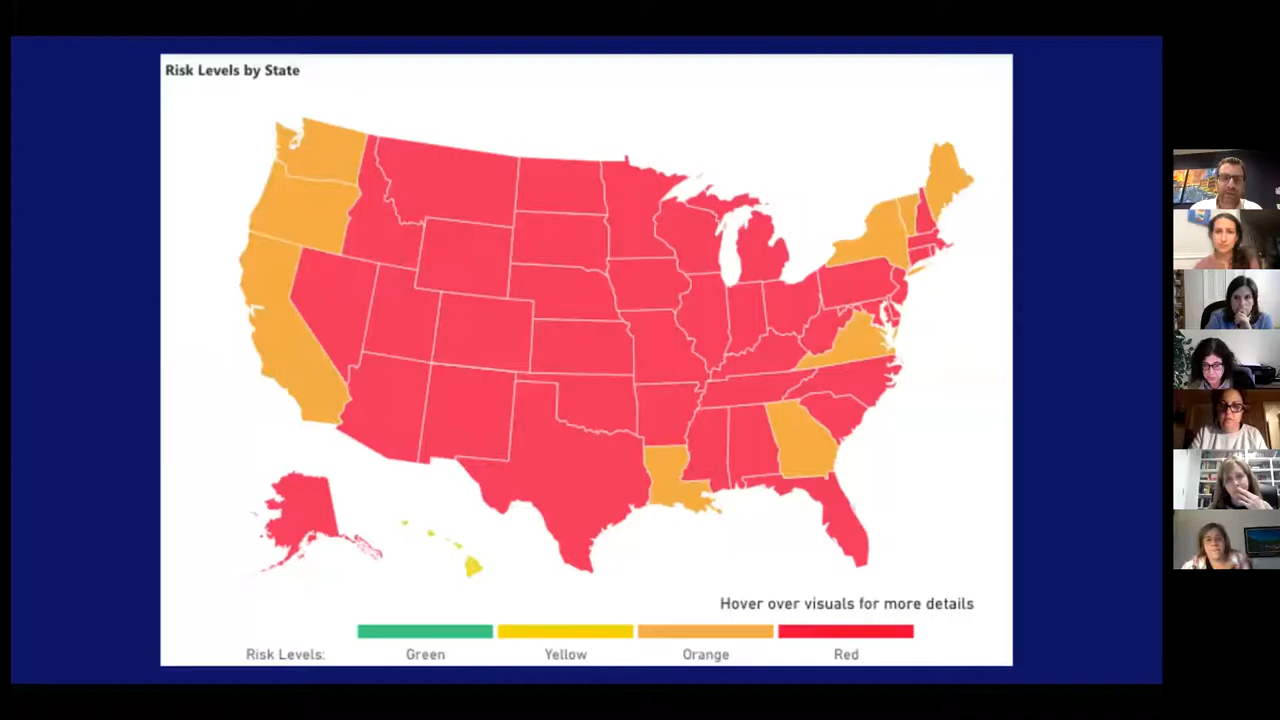 Risk Levels by State
Hover over visuals for more details
Risk Levels: Green Yellow Orange Red